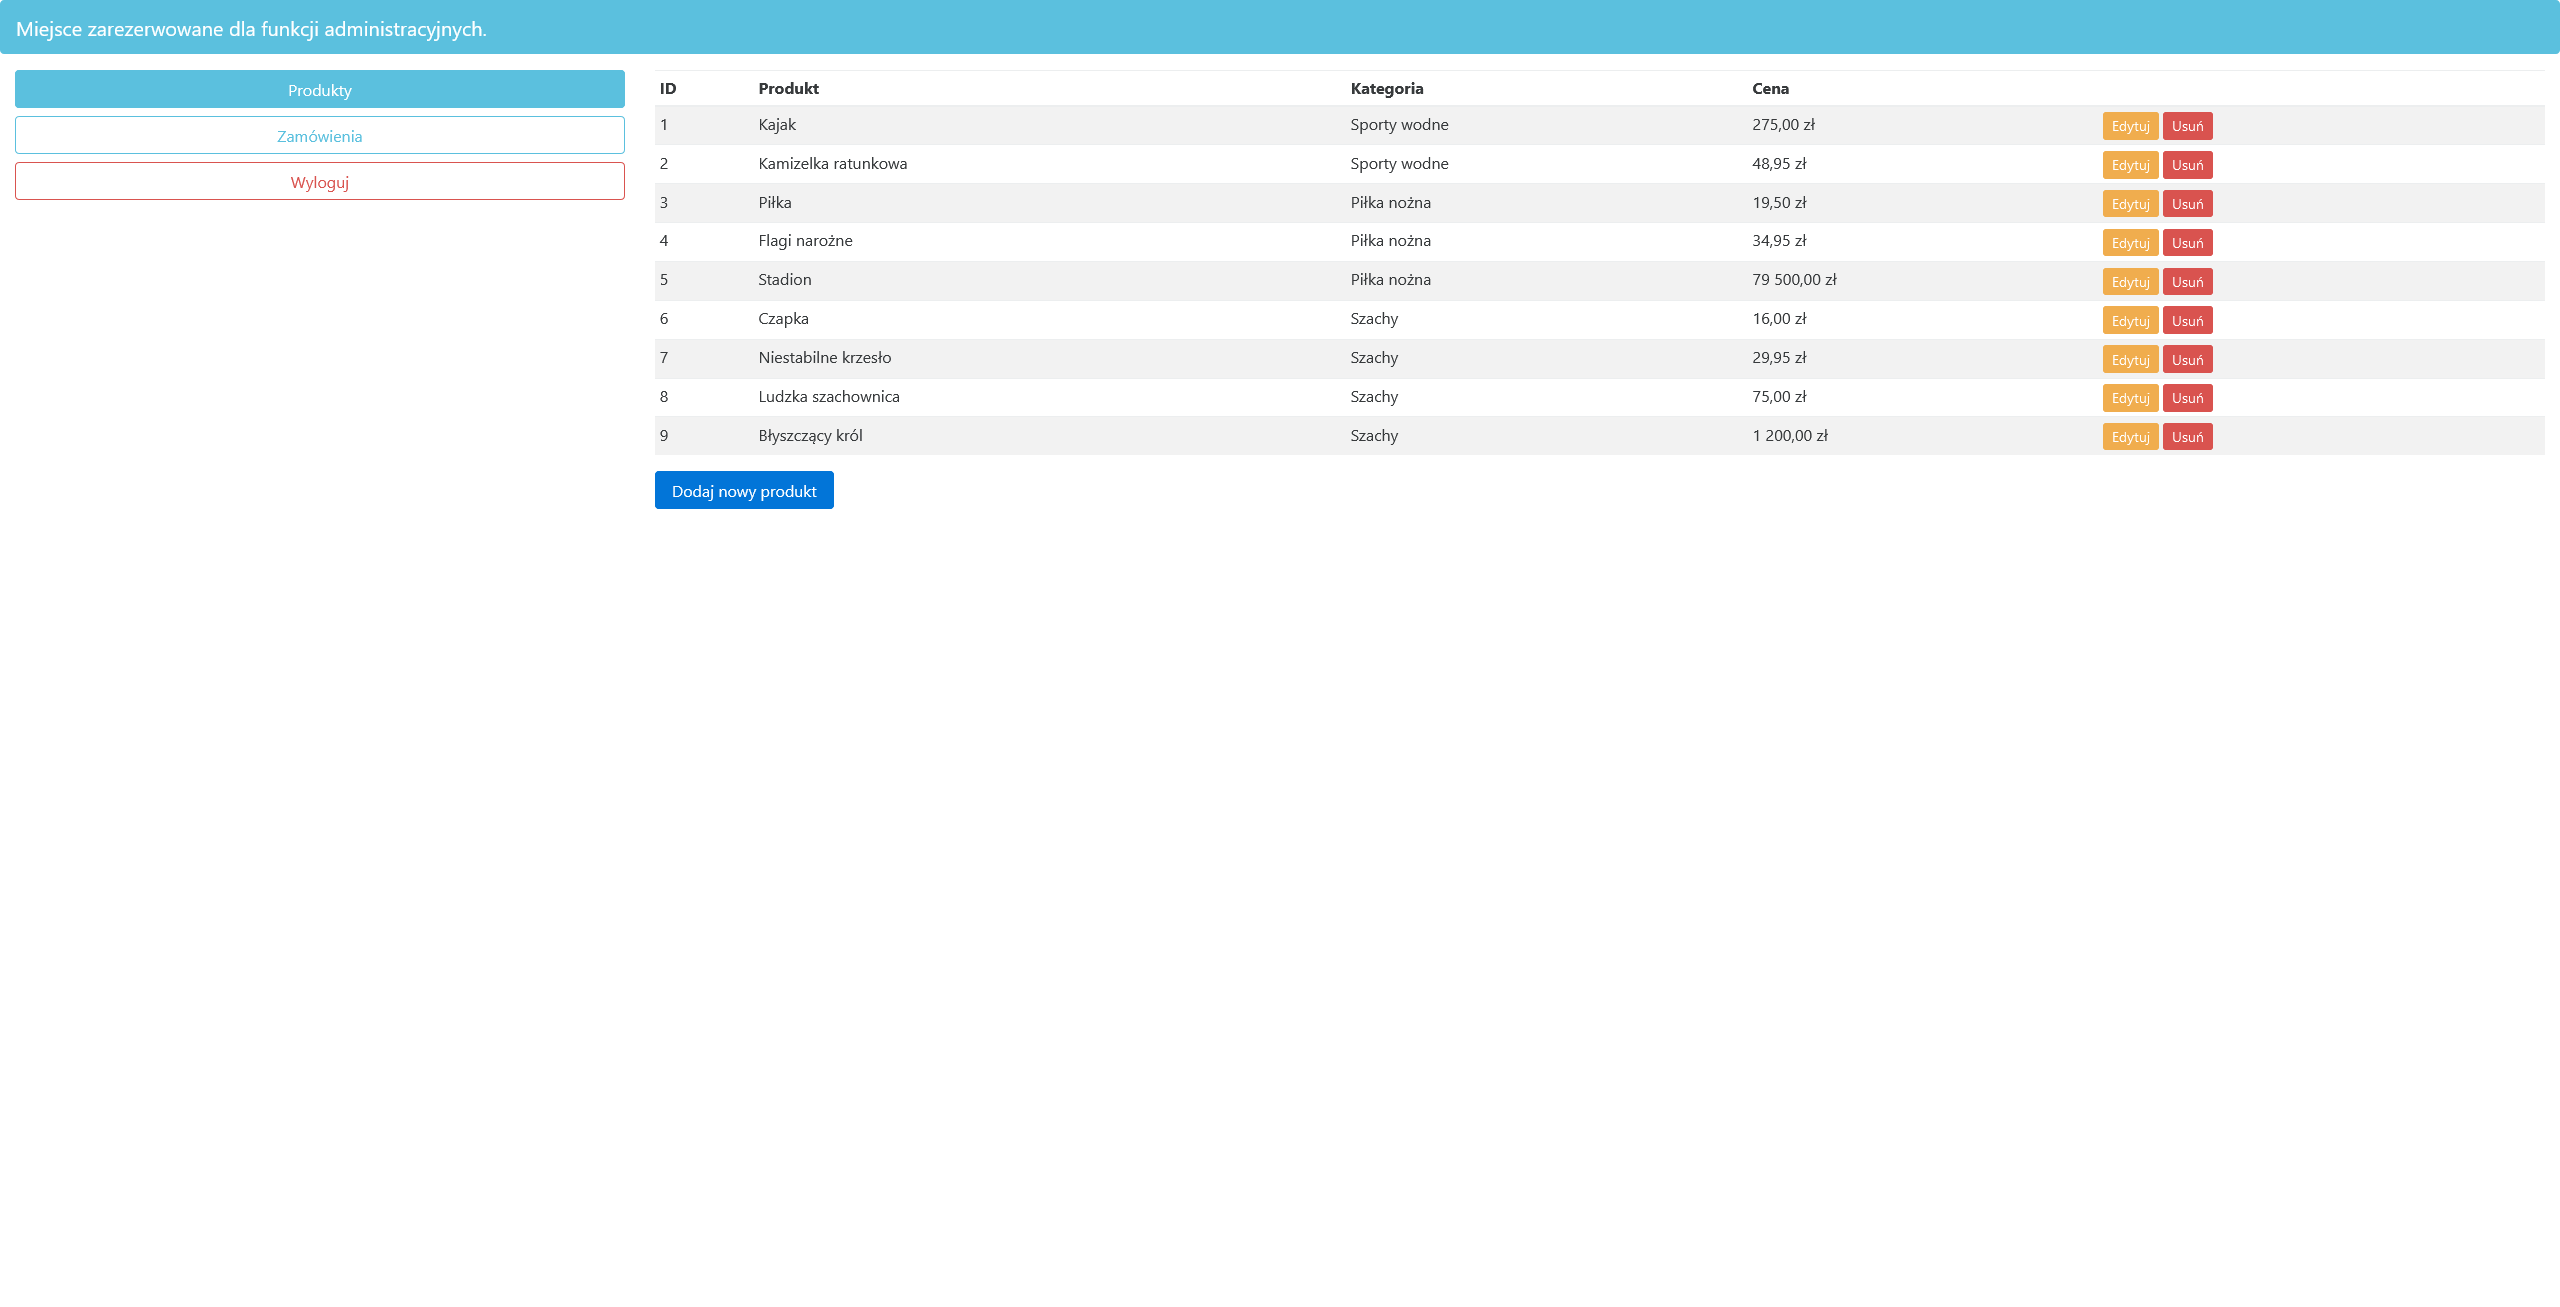 Miejsce zarezerwowane dla funkcji administracyjnych.
Produkty
Zamówienia
Wyloguj
ID Produkt Kategoria Cena
1 Kajak Sporty wodne 275,00 zł Edytuj Usuń
2 Kamizelka ratunkowa Sporty wodne 48,95 zł Edytuj Usuń
3 Piłka Piłka nożna 19,50 zł Edytuj Usuń
4 Flagi narożne Piłka nożna 34,95 zł Edytuj Usuń
5 Stadion Piłka nożna 79 500,00 zł Edytuj Usuń
6 Czapka Szachy 16,00 zł Edytuj Usuń
7 Niestabilne krzesło Szachy 29,95 zł Edytuj Usuń
8 Ludzka szachownica Szachy 75,00 zł Edytuj Usuń
9 Błyszczący król Szachy 1 200,00 zł Edytuj Usuń
Dodaj nowy produkt